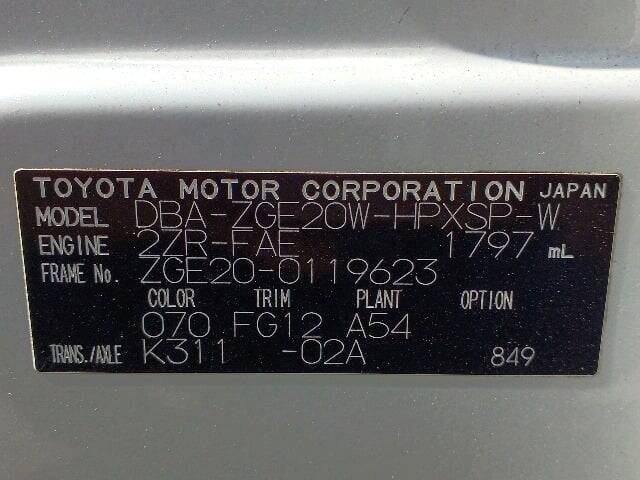 TOYOTA MOTOR CORPORATION JAPAN
MODEL DBA-ZGE20W-HPXSP-W
ENGINE 2ZR-FAE 1797 mL
FRAME No. ZGE20-0119623
COLOR TRIM PLANT OPTION
070 FG12 A54
TRANS./AXLE K311 -02A 849